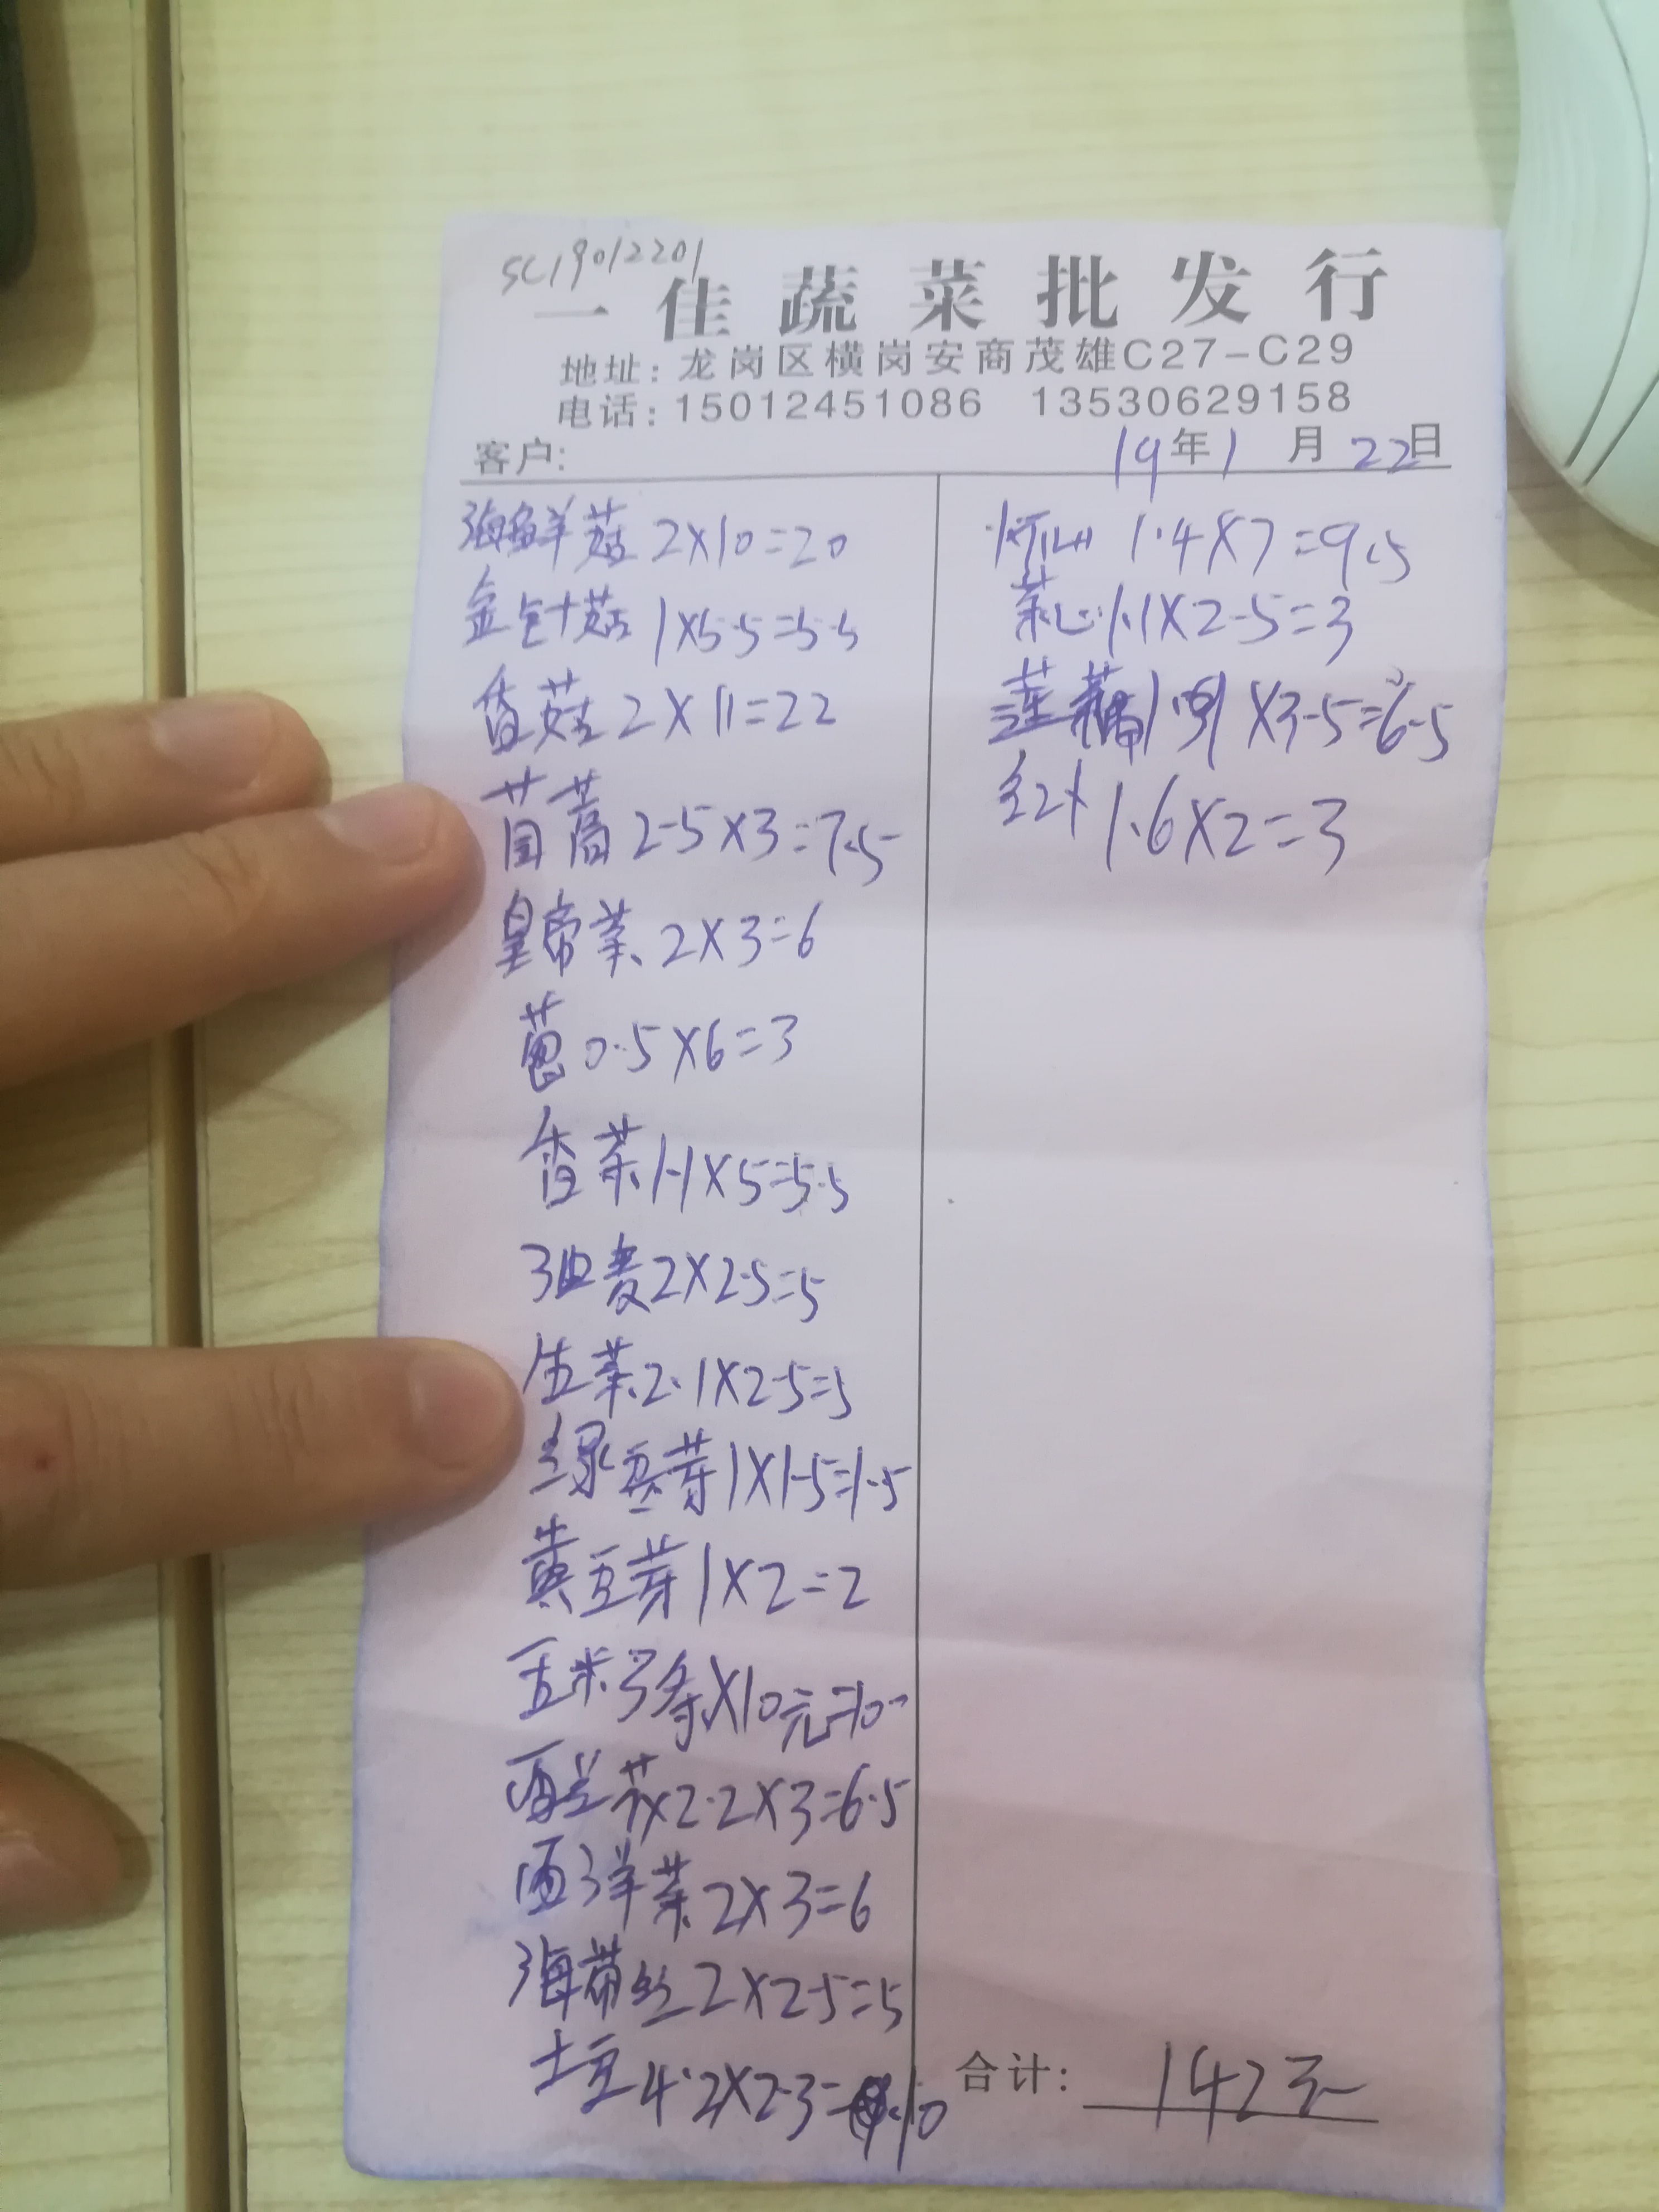 SC19012201
一佳蔬菜批发行
地址：龙岗区横岗安商茂雄C27-C29
电话：15012451086 13530629158
客户：
19年1月22日
海鲜菇 2×10=20
金针菇 1×5.5=5.5
香菇 2×11=22
茼蒿 2.5×3=7.5
皇帝菜 2×3=6
葱 0.5×6=3
香菜 1.1×5=5.5
油麦 2×2.5=5
生菜 2.1×2.5=5
绿豆芽 1×1.5=1.5
黄豆芽 1×2=2
玉米 3条×10元=10
西兰花 2.2×3=6.5
西洋菜 2×3=6
海带丝 2×2.5=5
土豆 4.2×2.3=10
1.4×7=9.5
菜心 1.1×2.5=3
莲藕 ×3.5=6.5
1.6×2=3
合计：142元